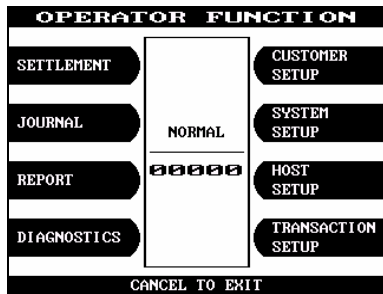 OPERATOR FUNCTION
SETTLEMENT
JOURNAL
REPORT
DIAGNOSTICS
NORMAL
00000
CUSTOMER
SETUP
SYSTEM
SETUP
HOST
SETUP
TRANSACTION
SETUP
CANCEL TO EXIT